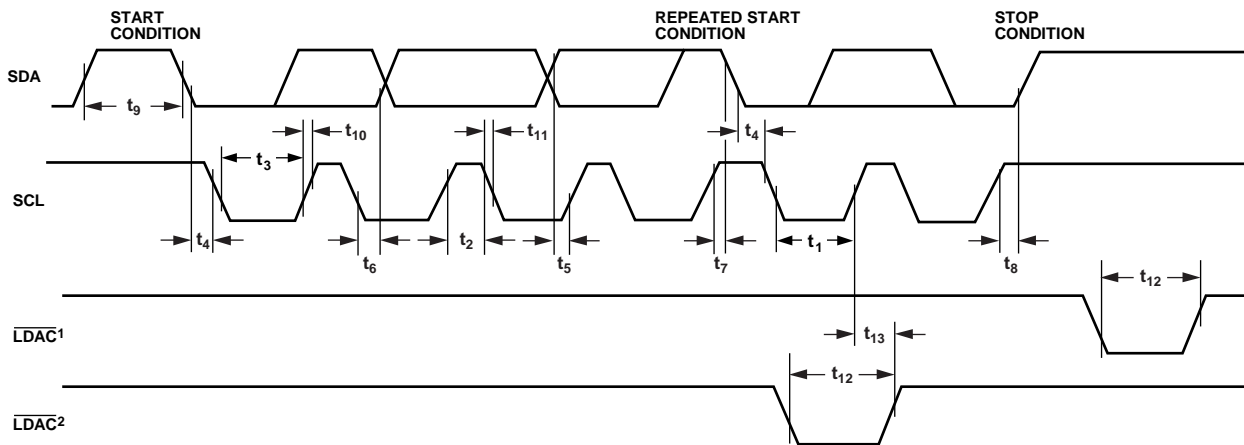 START
CONDITION
REPEATED START
CONDITION
STOP
CONDITION
SDA
t9
t10
t11
t4
t3
SCL
t4
t6
t2
t5
t7
t1
t8
t12
LDAC1
t13
t12
LDAC2